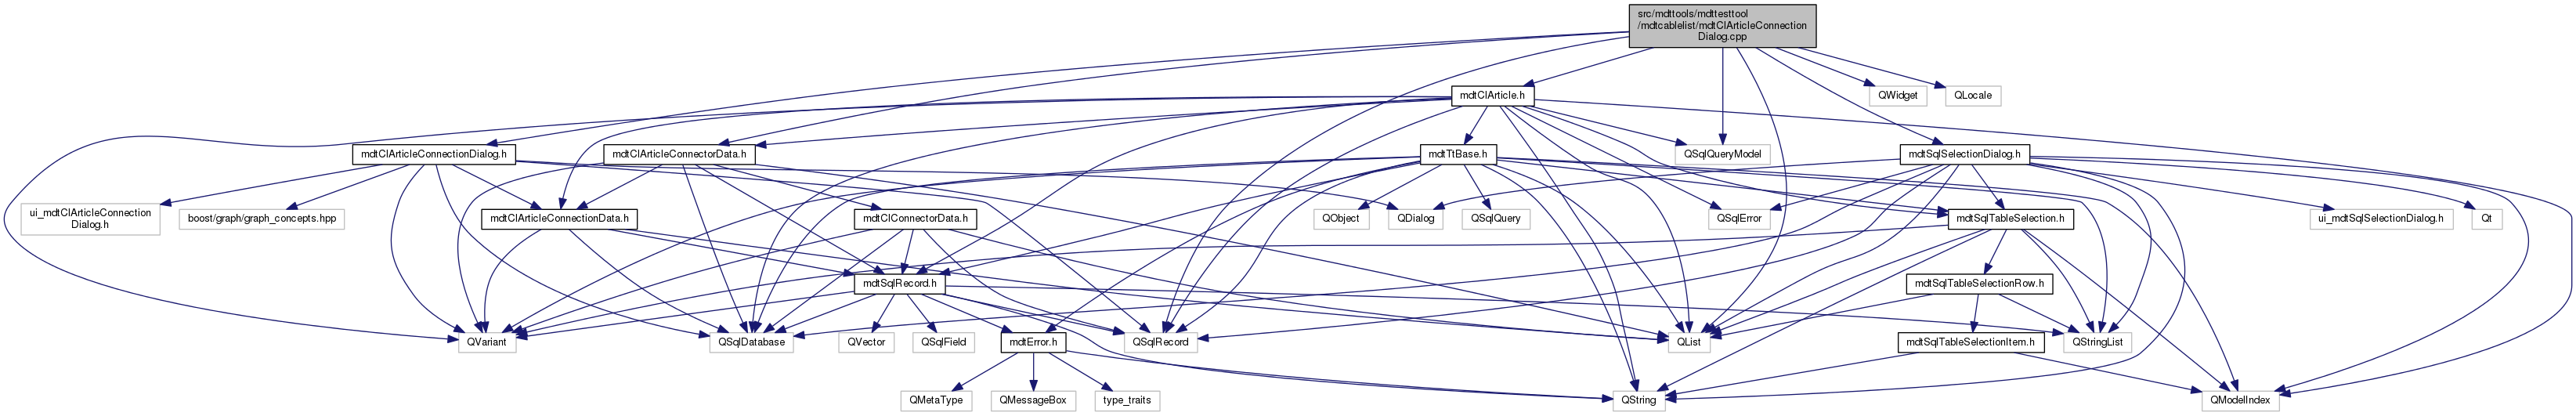 src/mdttools/mdttesttool
/mdtcablelist/mdtClArticleConnection
Dialog.cpp
mdtClArticle.h
QWidget
QLocale
mdtClArticleConnectionDialog.h
mdtClArticleConnectorData.h
mdtTtBase.h
QSqlQueryModel
mdtSqlSelectionDialog.h
ui_mdtClArticleConnection
Dialog.h
boost/graph/graph_concepts.hpp
mdtClArticleConnectionData.h
mdtClConnectorData.h
QObject
QDialog
QSqlQuery
QSqlError
mdtSqlTableSelection.h
ui_mdtSqlSelectionDialog.h
Qt
mdtSqlRecord.h
mdtSqlTableSelectionRow.h
QVariant
QSqlDatabase
QVector
QSqlField
mdtError.h
QSqlRecord
QList
mdtSqlTableSelectionItem.h
QStringList
QMetaType
QMessageBox
type_traits
QString
QModelIndex